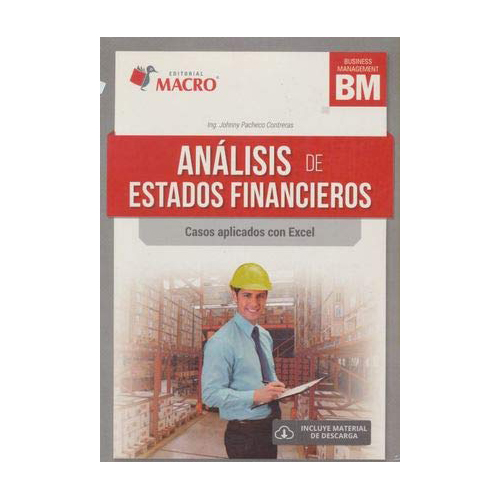 EDITORIAL
MACRO®
BUSINESS
MANAGEMENT
BM
Ing. Johnny Pacheco Contreras
ANÁLISIS DE
ESTADOS FINANCIEROS
Casos aplicados con Excel
INCLUYE MATERIAL
DE DESCARGA